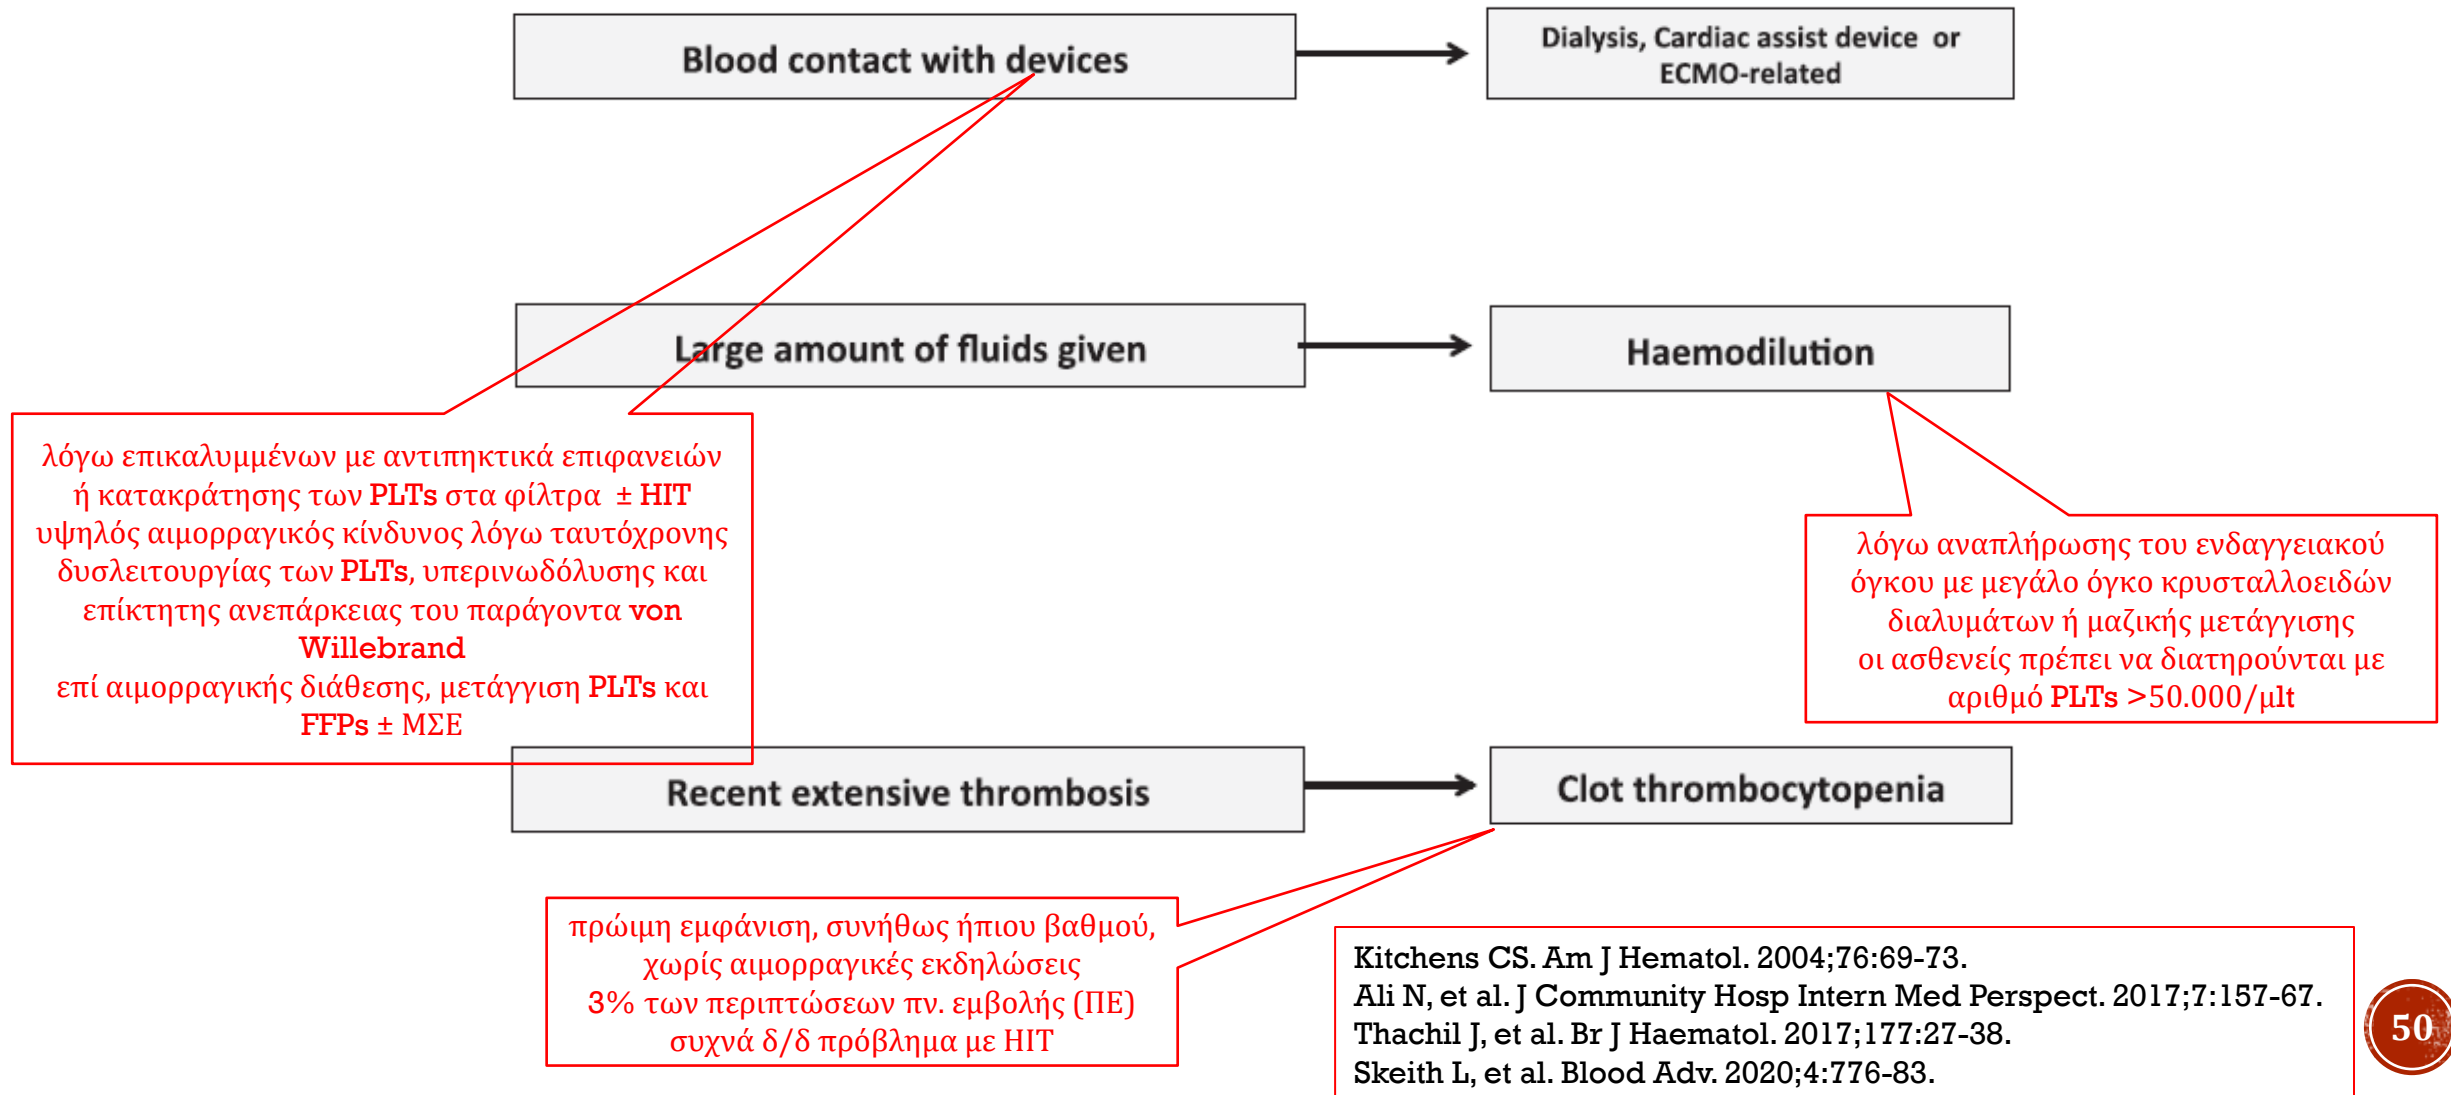 Blood contact with devices
Dialysis, Cardiac assist device or
ECMO-related
Large amount of fluids given
Haemodilution
λόγω επικαλυμμένων με αντιπηκτικά επιφανειών
ή κατακράτησης των PLTs στα φίλτρα ± HIT
υψηλός αιμορραγικός κίνδυνος λόγω ταυτόχρονης
δυσλειτουργίας των PLTs, υπερινωδόλυσης και
επίκτητης ανεπάρκειας του παράγοντα von
Willebrand
επί αιμορραγικής διάθεσης, μετάγγιση PLTs και
FFPs ± ΜΣΕ
λόγω αναπλήρωσης του ενδαγγειακού
όγκου με μεγάλο όγκο κρυσταλλοειδών
διαλυμάτων ή μαζικής μετάγγισης
οι ασθενείς πρέπει να διατηρούνται με
αριθμό PLTs >50.000/μlt
Recent extensive thrombosis
Clot thrombocytopenia
πρώιμη εμφάνιση, συνήθως ήπιου βαθμού,
χωρίς αιμορραγικές εκδηλώσεις
3% των περιπτώσεων πν. εμβολής (ΠΕ)
συχνά δ/δ πρόβλημα με HIT
Kitchens CS. Am J Hematol. 2004;76:69-73.
Ali N, et al. J Community Hosp Intern Med Perspect. 2017;7:157-67.
Thachil J, et al. Br J Haematol. 2017;177:27-38.
Skeith L, et al. Blood Adv. 2020;4:776-83.
50